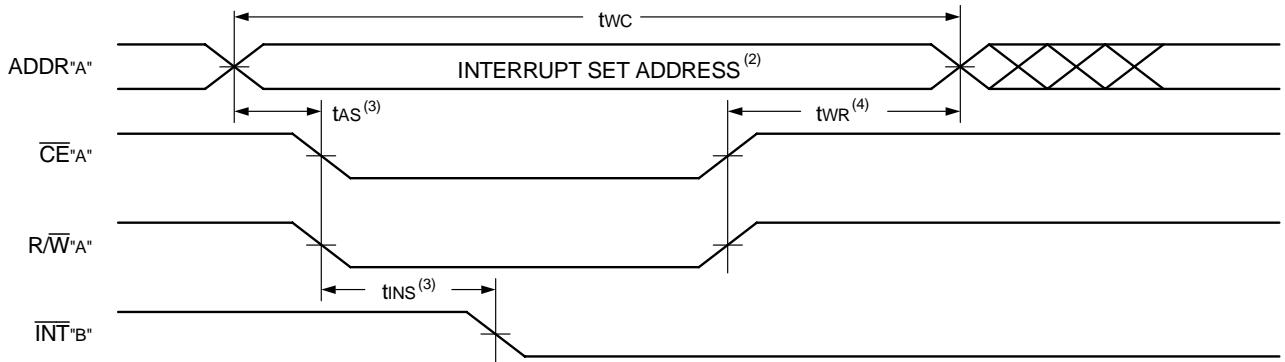 tWC
ADDR"A"
INTERRUPT SET ADDRESS(2)
tAS(3)
tWR(4)
CE"A"
R/W"A"
tINS(3)
INT"B"